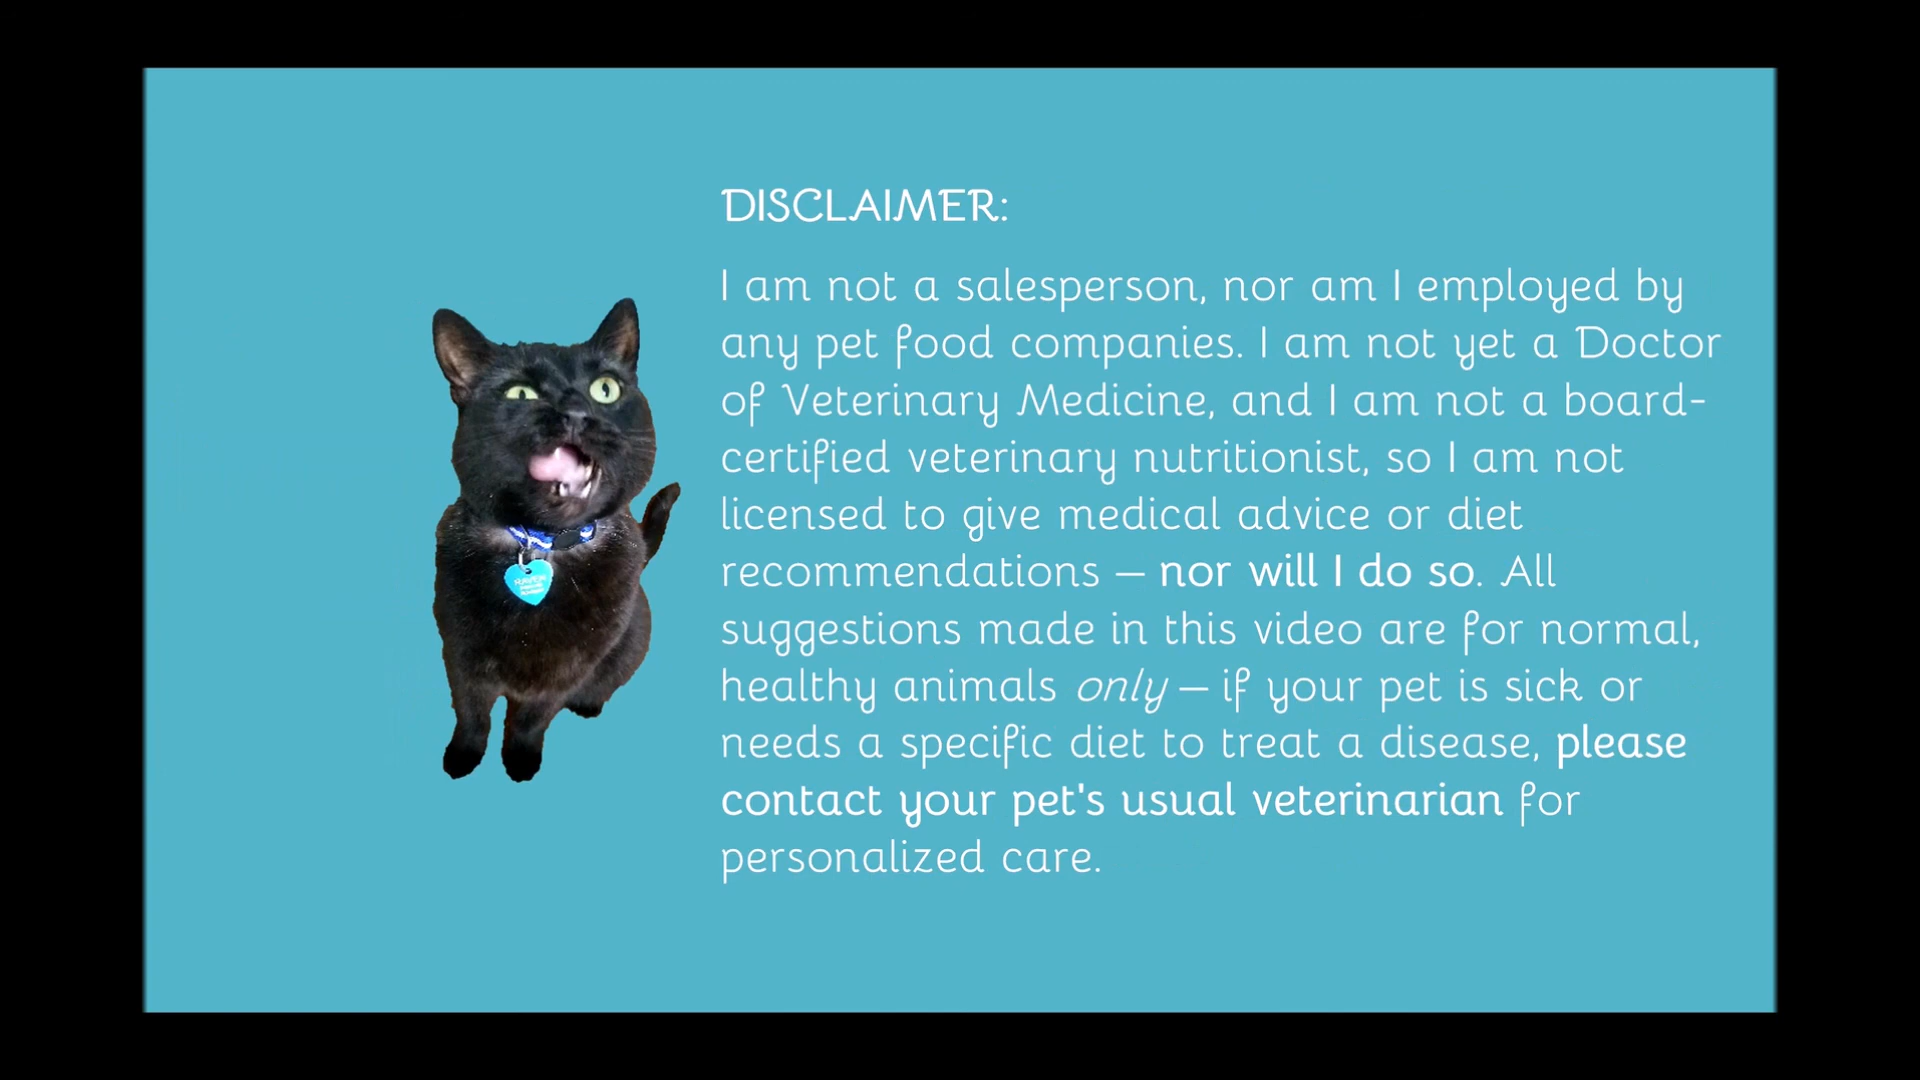 DISCLAIMER:
I am not a salesperson, nor am I employed by
any pet food companies. I am not yet a Doctor
of Veterinary Medicine, and I am not a board-
certified veterinary nutritionist, so I am not
licensed to give medical advice or diet
recommendations – nor will I do so. All
suggestions made in this video are for normal,
healthy animals only – if your pet is sick or
needs a specific diet to treat a disease, please
contact your pet's usual veterinarian for
personalized care.
RAVEN